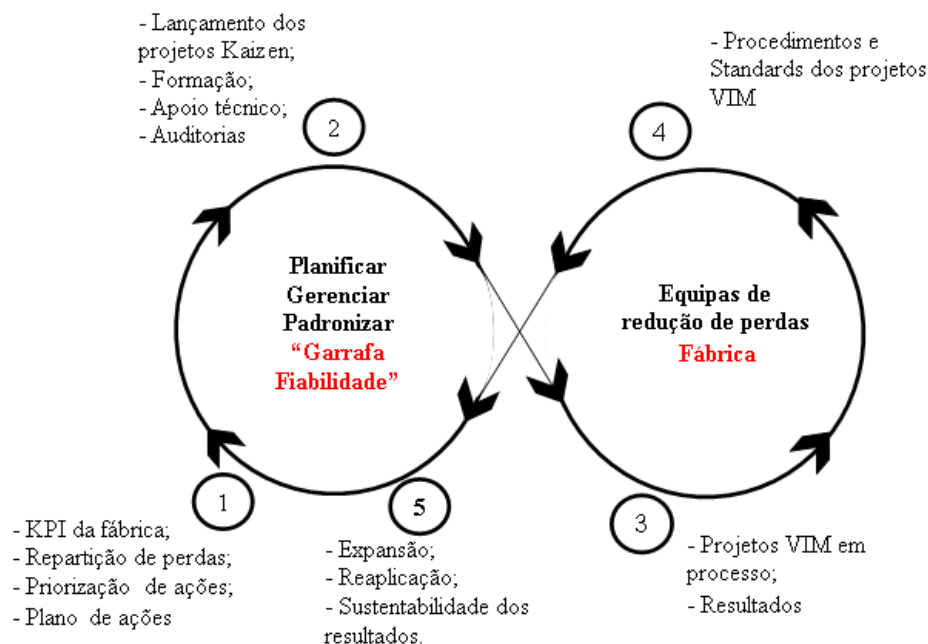 - Lançamento dos
projetos Kaizen;
- Formação;
- Apoio técnico;
- Auditorias
2
- Procedimentos e
Standards dos projetos
VIM
4
Planificar
Gerenciar
Padronizar
“Garrafa
Fiabilidade”
Equipas de
redução de perdas
Fábrica
1
- KPI da fábrica;
- Repartição de perdas;
- Priorização de ações;
- Plano de ações
5
- Expansão;
- Reaplicação;
- Sustentabilidade dos
resultados.
3
- Projetos VIM em
processo;
- Resultados